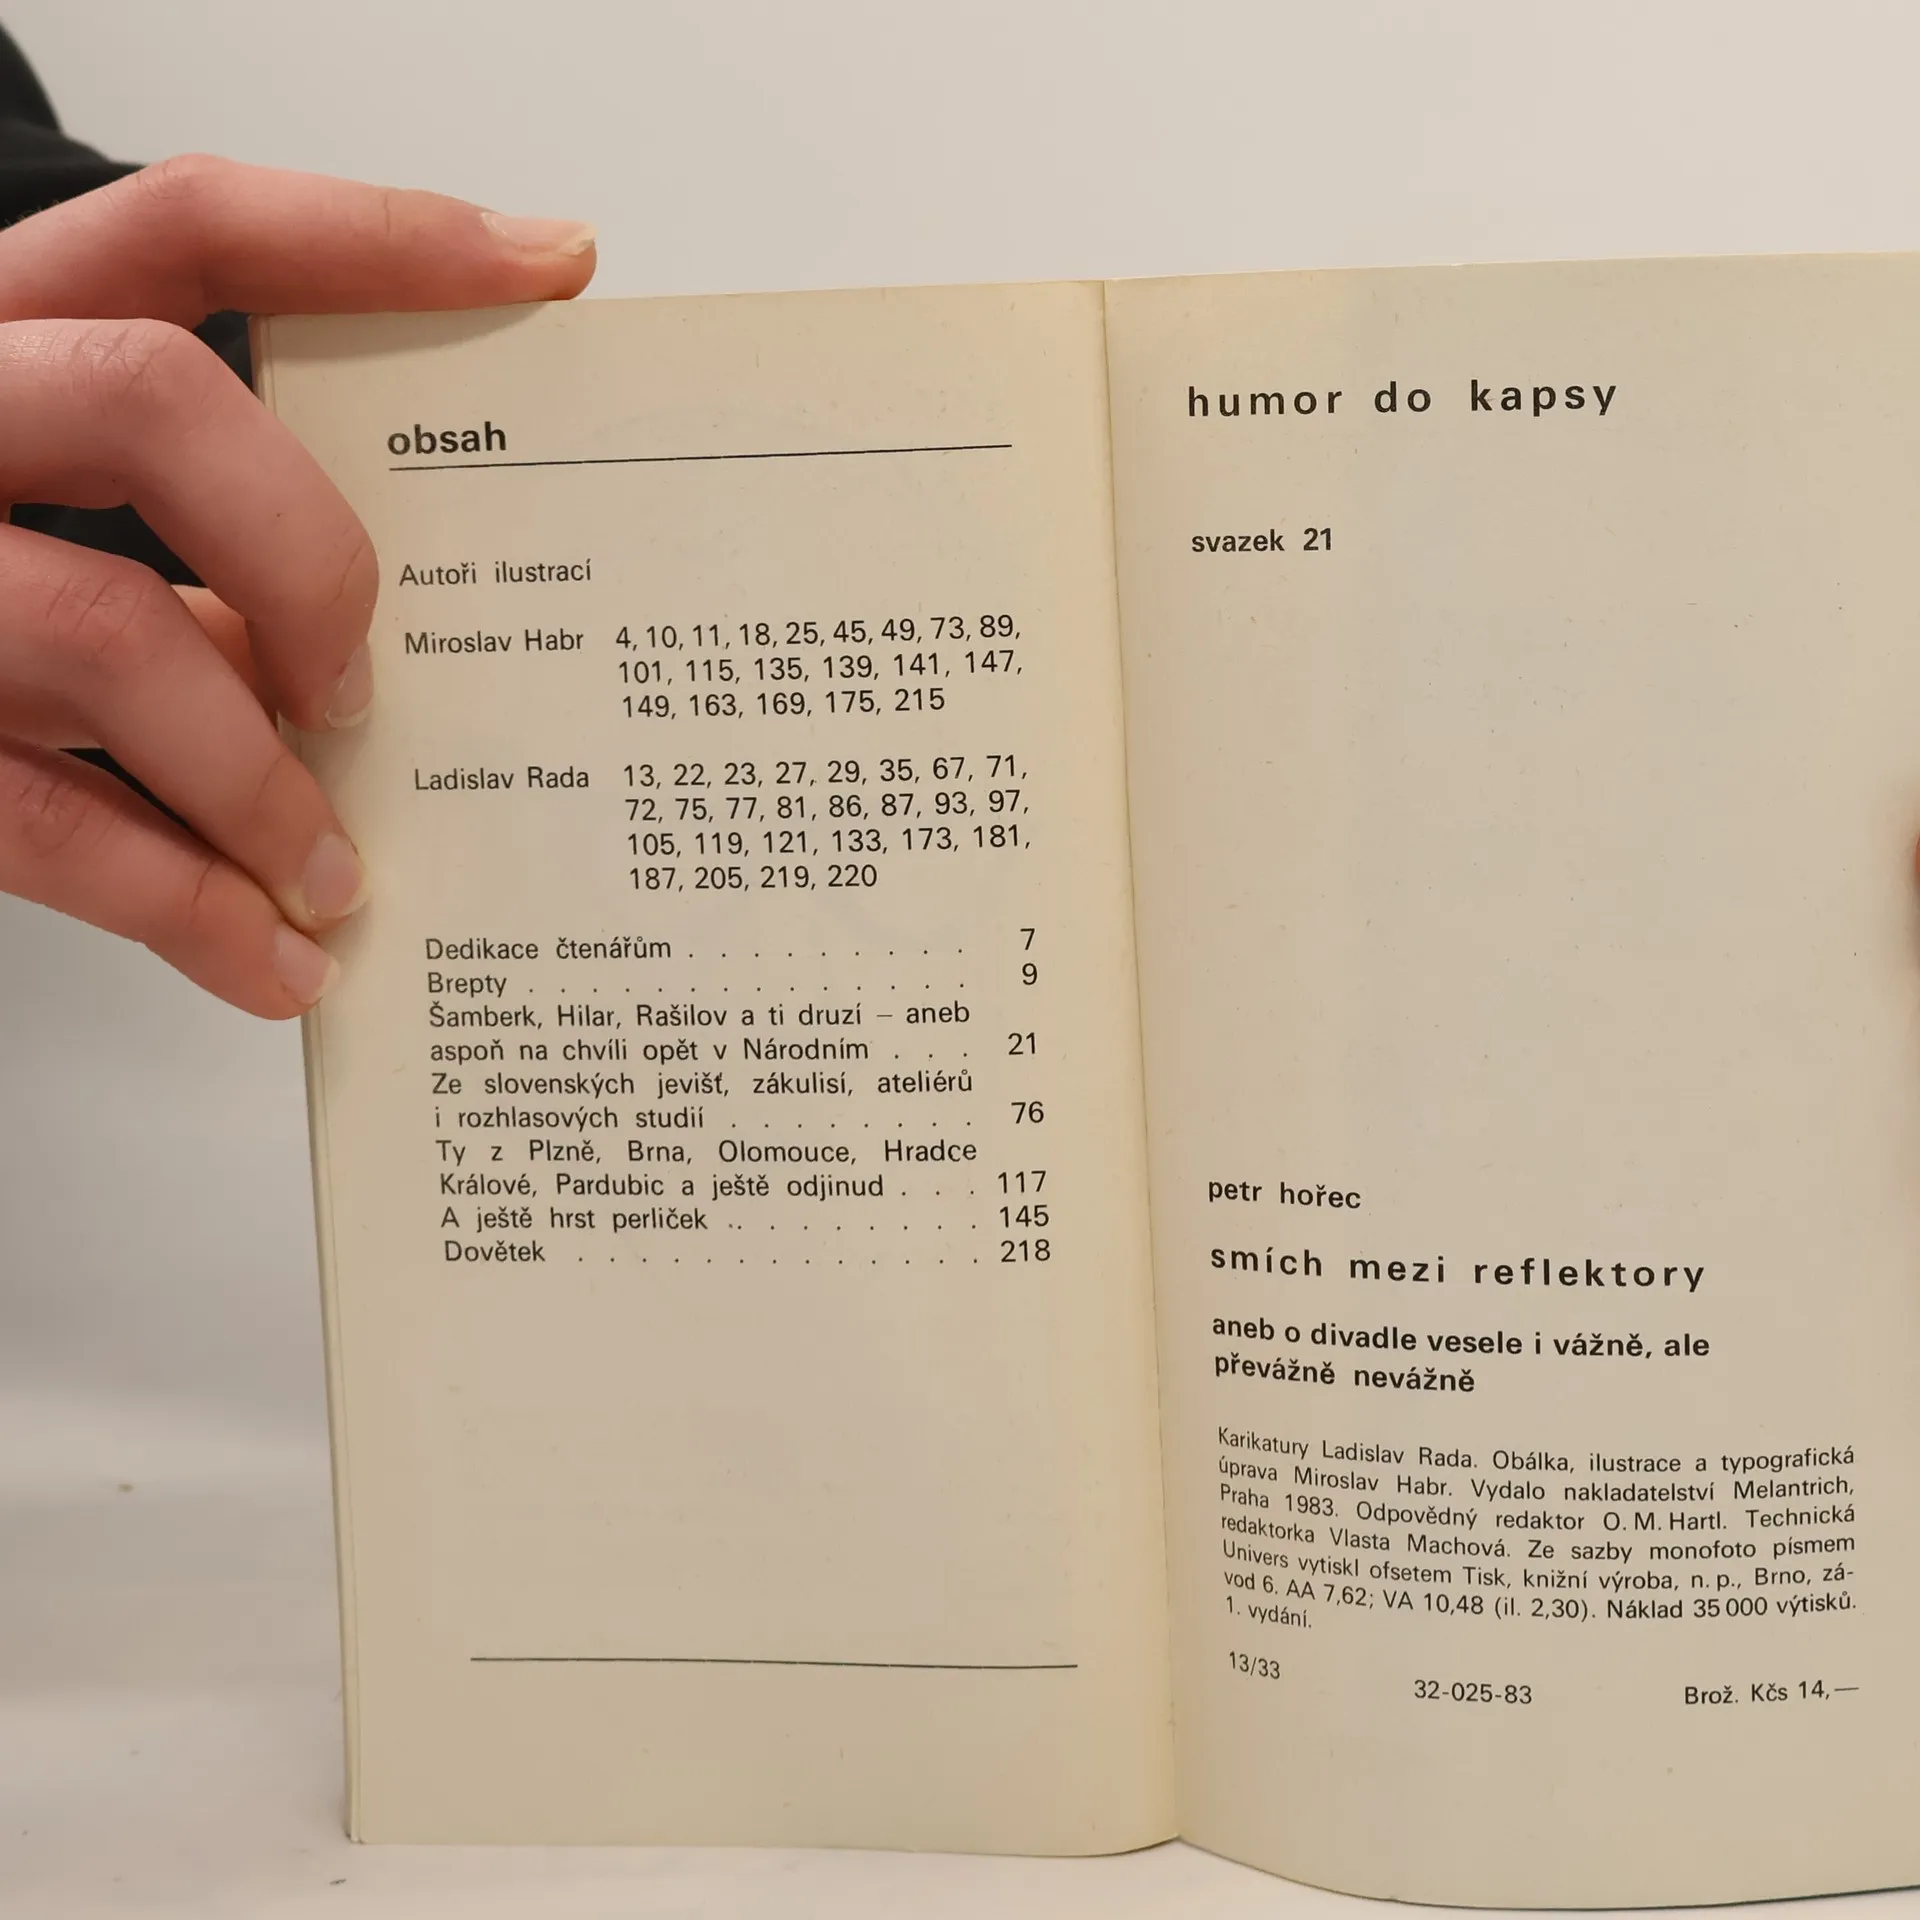 obsah
Autoři ilustrací
Miroslav Habr 4, 10, 11, 18, 25, 45, 49, 73, 89,
101, 115, 135, 139, 141, 147,
149, 163, 169, 175, 215
Ladislav Rada 13, 22, 23, 27, 29, 35, 67, 71,
72, 75, 77, 81, 86, 87, 93, 97,
105, 119, 121, 133, 173, 181,
187, 205, 219, 220
Dedikace čtenářům . . . . . . . . . 7
Brepty . . . . . . . . . . . . . . 9
Šamberk, Hilar, Rašilov a ti druzí – aneb
aspoň na chvíli opět v Národním . . . 21
Ze slovenských jevišť, zákulisí, ateliérů
i rozhlasových studií . . . . . . . . 76
Ty z Plzně, Brna, Olomouce, Hradce
Králové, Pardubic a ještě odjinud . . . 117
A ještě hrst perliček .. . . . . . . . 145
Dovětek . . . . . . . . . . . . . 218
humor do kapsy
svazek 21
petr hořec
smích mezi reflektory
aneb o divadle vesele i vážně, ale
převážně nevážně
Karikatury Ladislav Rada. Obálka, ilustrace a typografická
úprava Miroslav Habr. Vydalo nakladatelství Melantrich,
Praha 1983. Odpovědný redaktor O. M. Hartl. Technická
redaktorka Vlasta Machová. Ze sazby monofoto písmem
Univers vytiskl ofsetem Tisk, knižní výroba, n. p., Brno, zá-
vod 6. AA 7,62; VA 10,48 (il. 2,30). Náklad 35 000 výtisků.
1. vydání.
13/33
32-025-83
Brož. Kčs 14,—